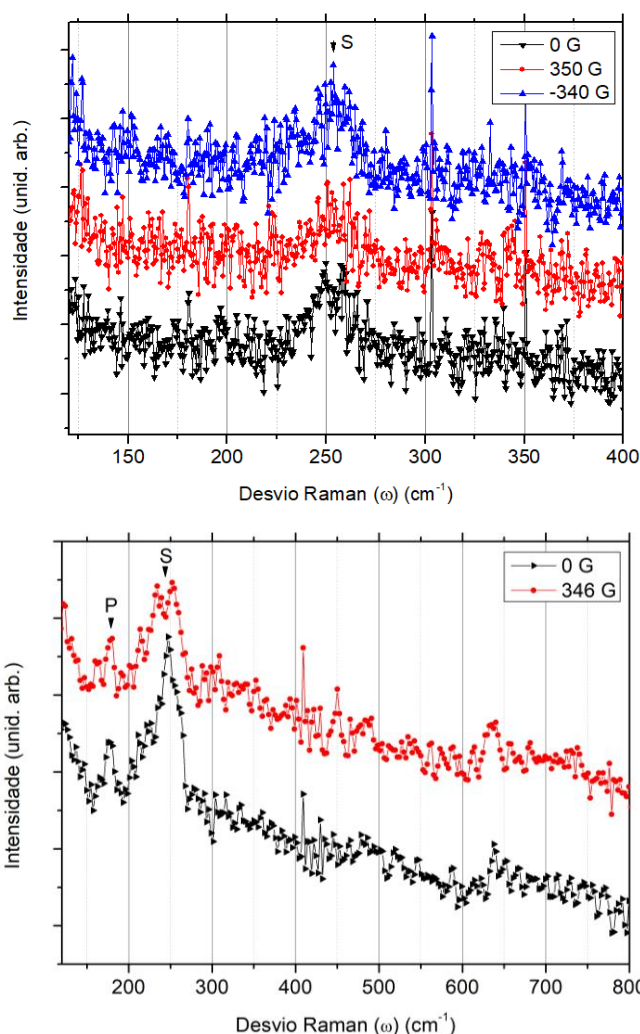 S
0 G
350 G
-340 G
Intensidade (unid. arb.)
150 200 250 300 350 400
Desvio Raman (ω) (cm-1)
S
P
0 G
346 G
Intensidade (unid. arb.)
200 300 400 500 600 700 800
Desvio Raman (ω) (cm-1)